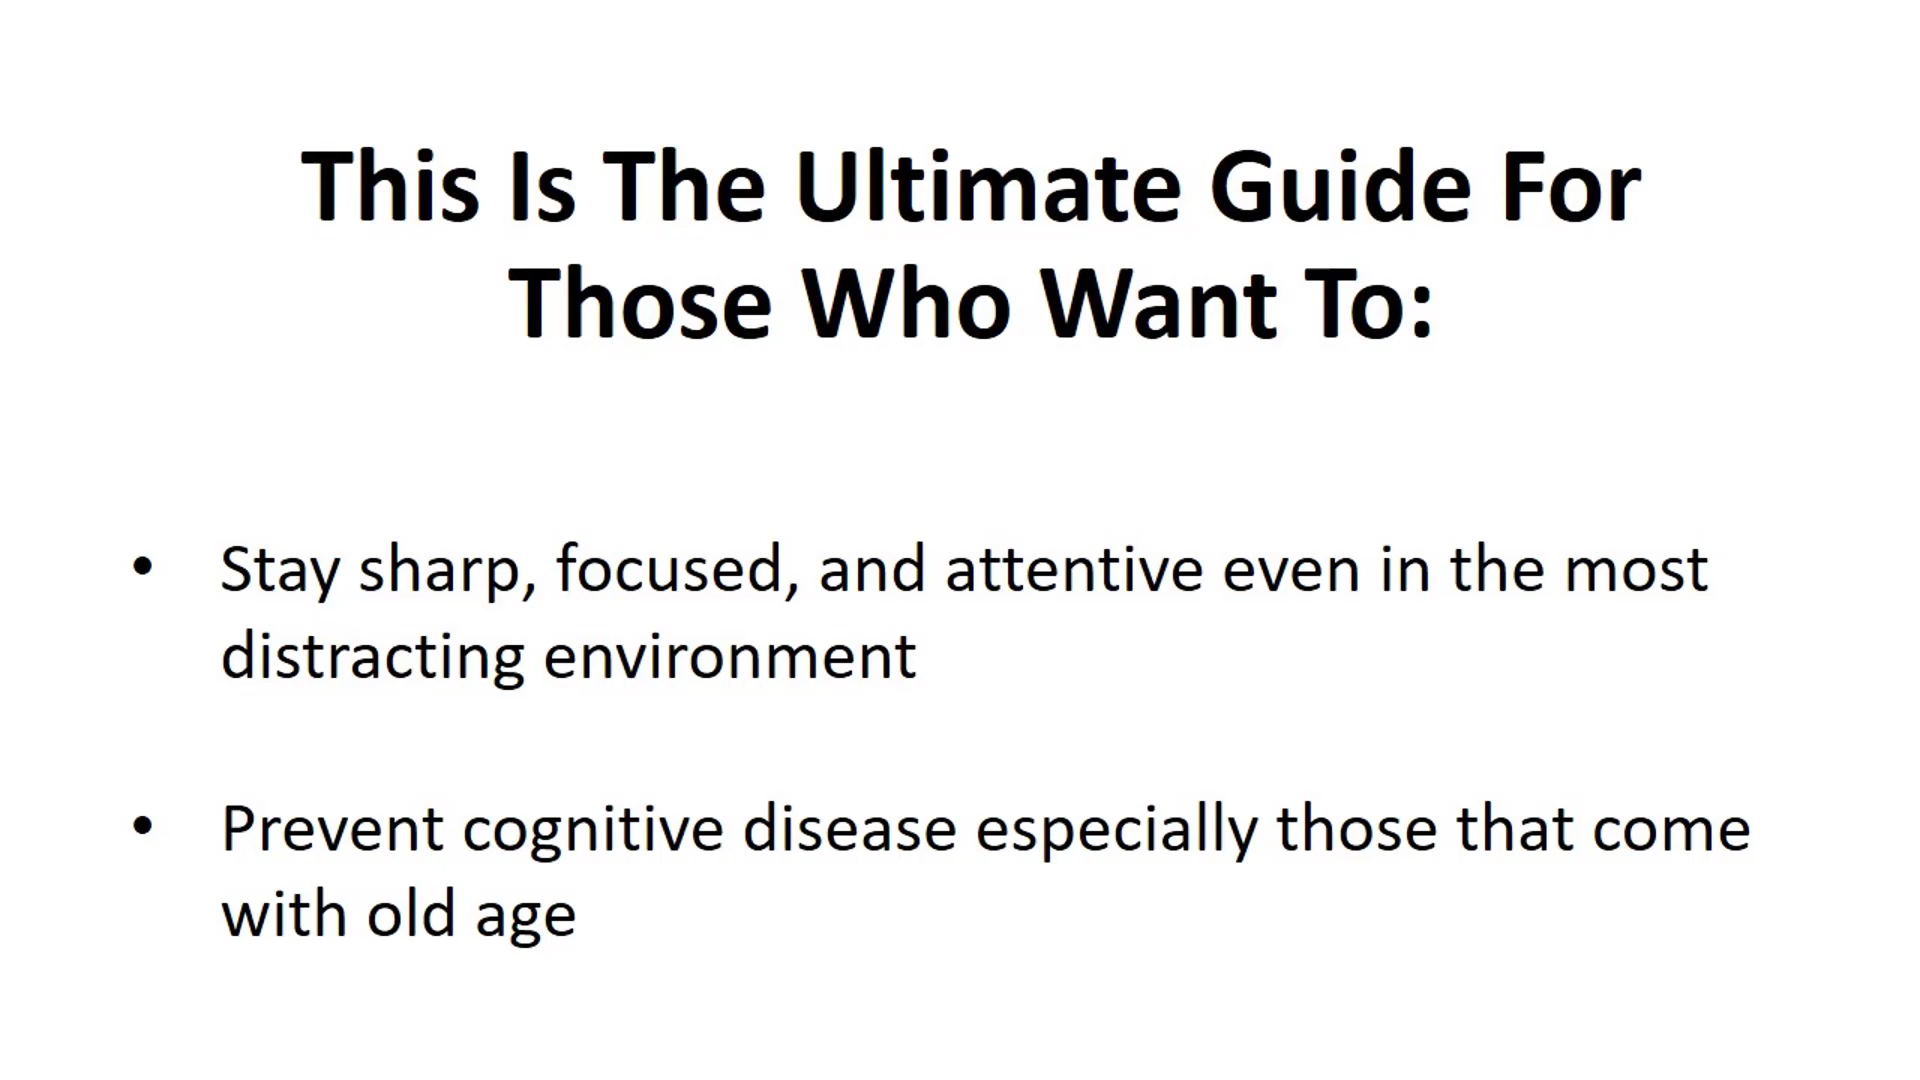 This Is The Ultimate Guide For
Those Who Want To:
• Stay sharp, focused, and attentive even in the most
distracting environment
• Prevent cognitive disease especially those that come
with old age